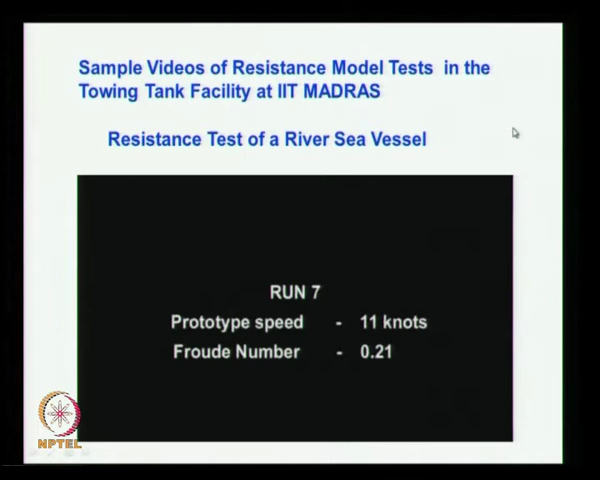 Sample Videos of Resistance Model Tests in the
Towing Tank Facility at IIT MADRAS
Resistance Test of a River Sea Vessel
RUN 7
Prototype speed - 11 knots
Froude Number - 0.21
NPTEL